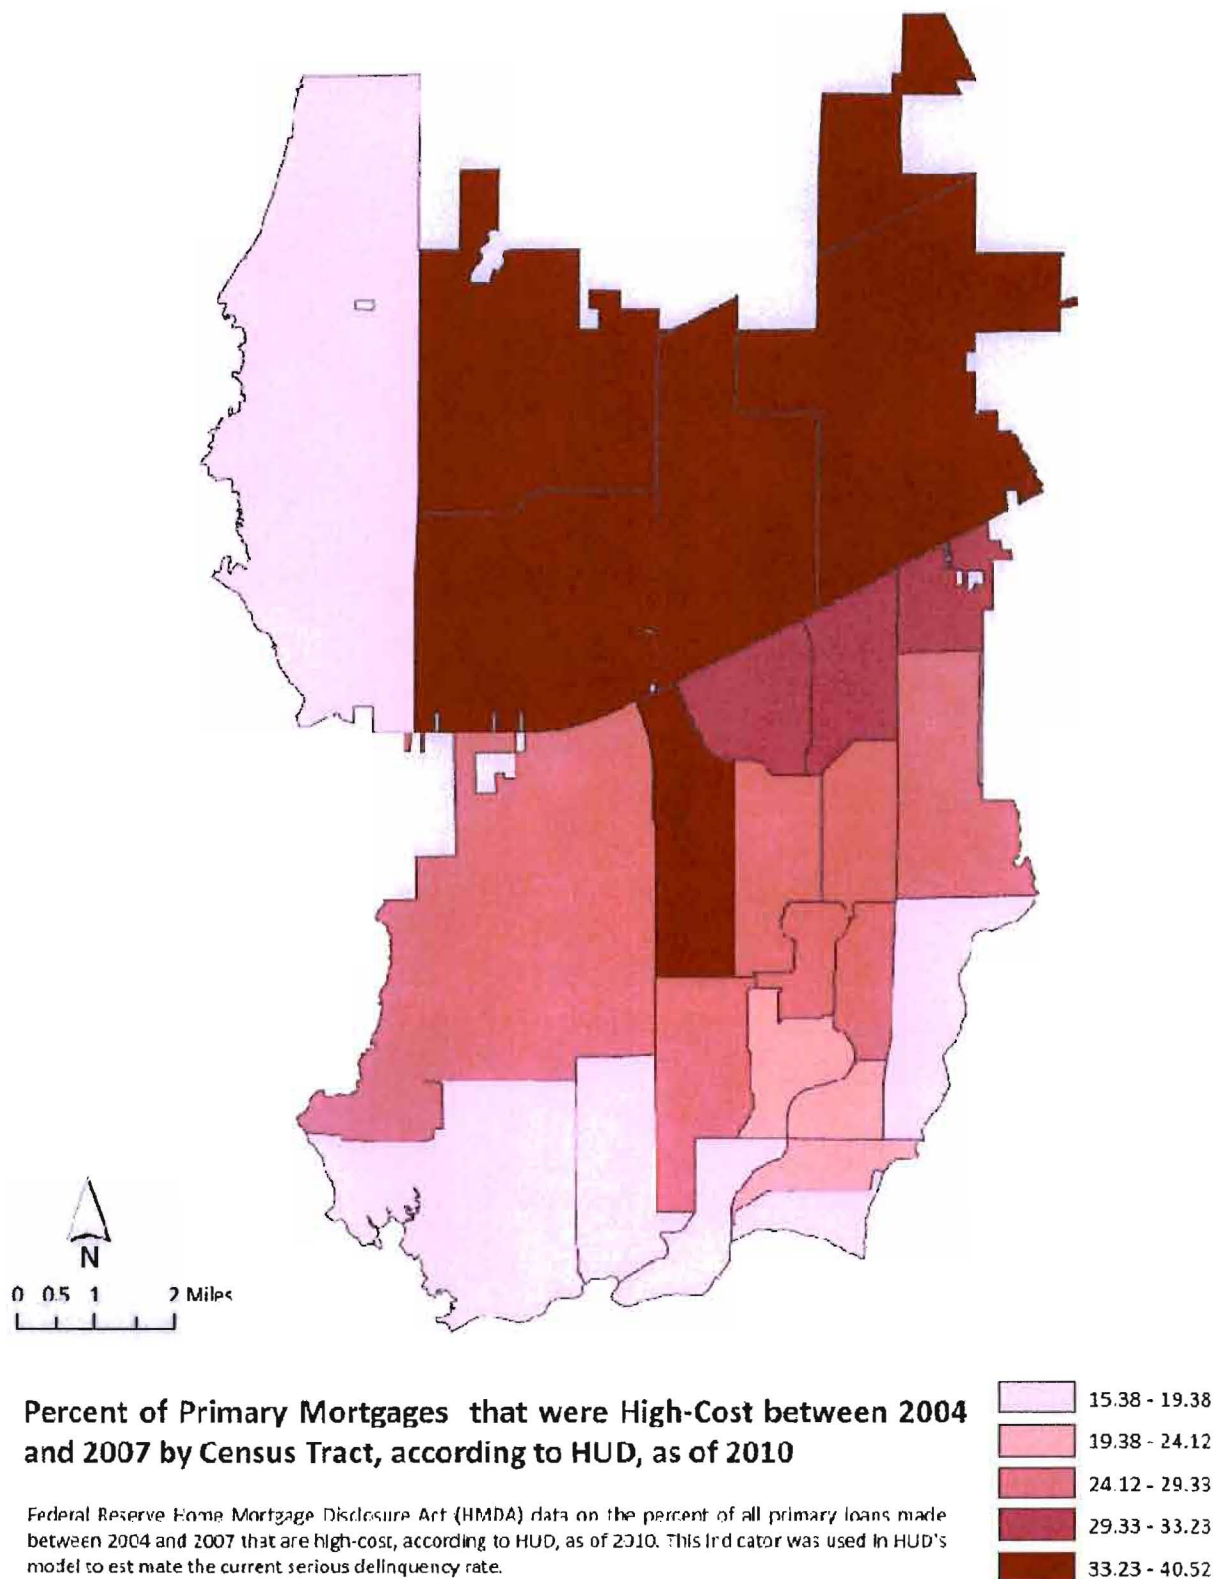 N
0 0.5 1 2 Miles
Percent of Primary Mortgages that were High-Cost between 2004
and 2007 by Census Tract, according to HUD, as of 2010
Federal Reserve Home Mortgage Disclosure Act (HMDA) data on the percent of all primary loans made
between 2004 and 2007 that are high-cost, according to HUD, as of 2010. This indicator was used in HUD's
model to estimate the current serious delinquency rate.
15.38 - 19.38
19.38 - 24.12
24.12 - 29.33
29.33 - 33.23
33.23 - 40.52